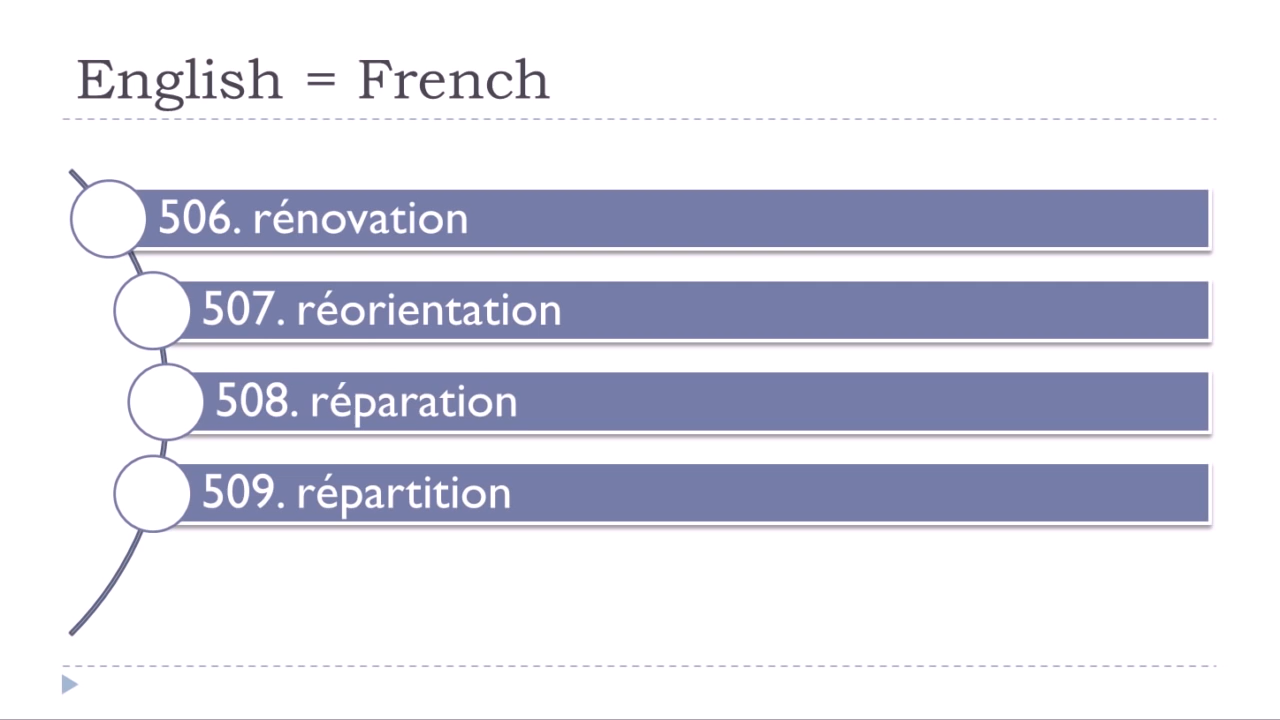 English = French
506. rénovation
507. réorientation
508. réparation
509. répartition